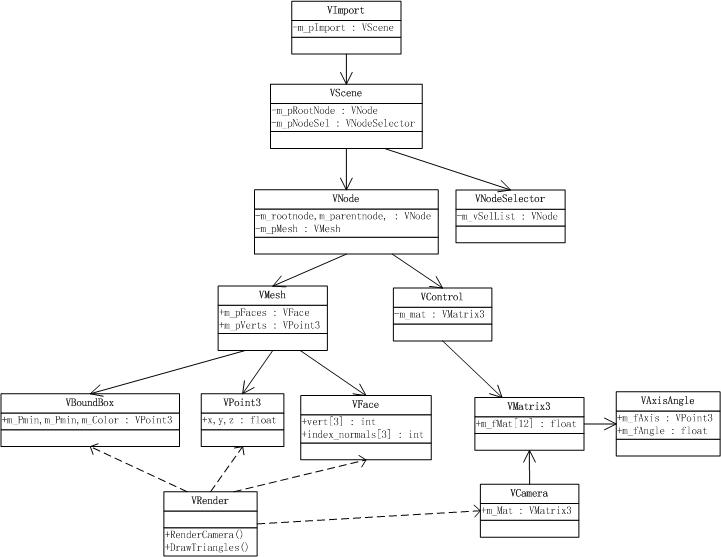 VImport
-m_pImport : VScene
VScene
-m_pRootNode : VNode
-m_pNodeSel : VNodeSelector
VNode
-m_rootnode,m_parentnode, : VNode
-m_pMesh : VMesh
VNodeSelector
-m_vSelList : VNode
VMesh
+m_pFaces : VFace
+m_pVerts : VPoint3
VControl
-m_mat : VMatrix3
VBoundBox
+m_Pmin,m_Pmin,m_Color : VPoint3
VPoint3
+x,y,z : float
VFace
+vert[3] : int
+index_normals[3] : int
VMatrix3
+m_fMat[12] : float
VAxisAngle
+m_fAxis : VPoint3
+m_fAngle : float
VRender
+RenderCamera()
+DrawTriangles()
VCamera
+m_Mat : VMatrix3